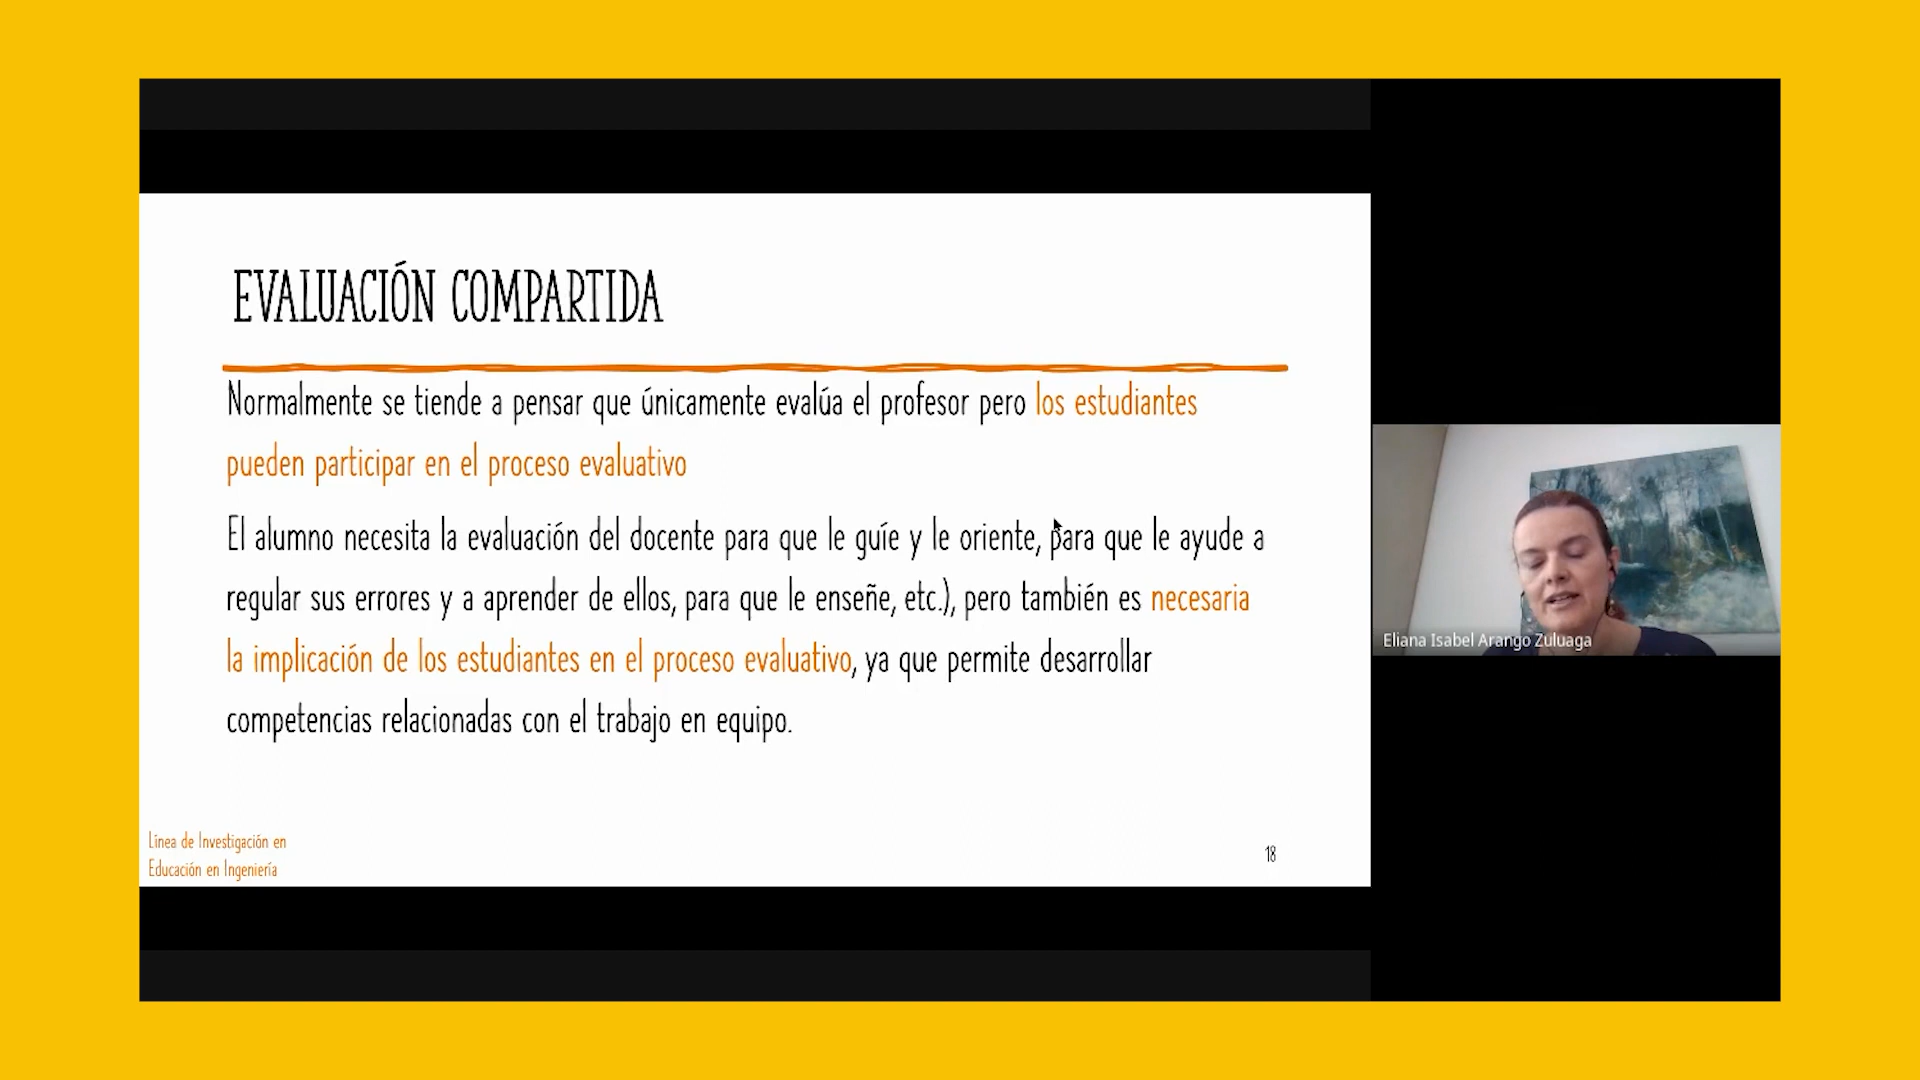 EVALUACIÓN COMPARTIDA
Normalmente se tiende a pensar que únicamente evalúa el profesor pero los estudiantes
pueden participar en el proceso evaluativo
El alumno necesita la evaluación del docente para que le guíe y le oriente, para que le ayude a
regular sus errores y a aprender de ellos, para que le enseñe, etc.), pero también es necesaria
la implicación de los estudiantes en el proceso evaluativo, ya que permite desarrollar
competencias relacionadas con el trabajo en equipo.
Línea de Investigación en
Educación en Ingeniería
18
Eliana Isabel Arango Zuluaga